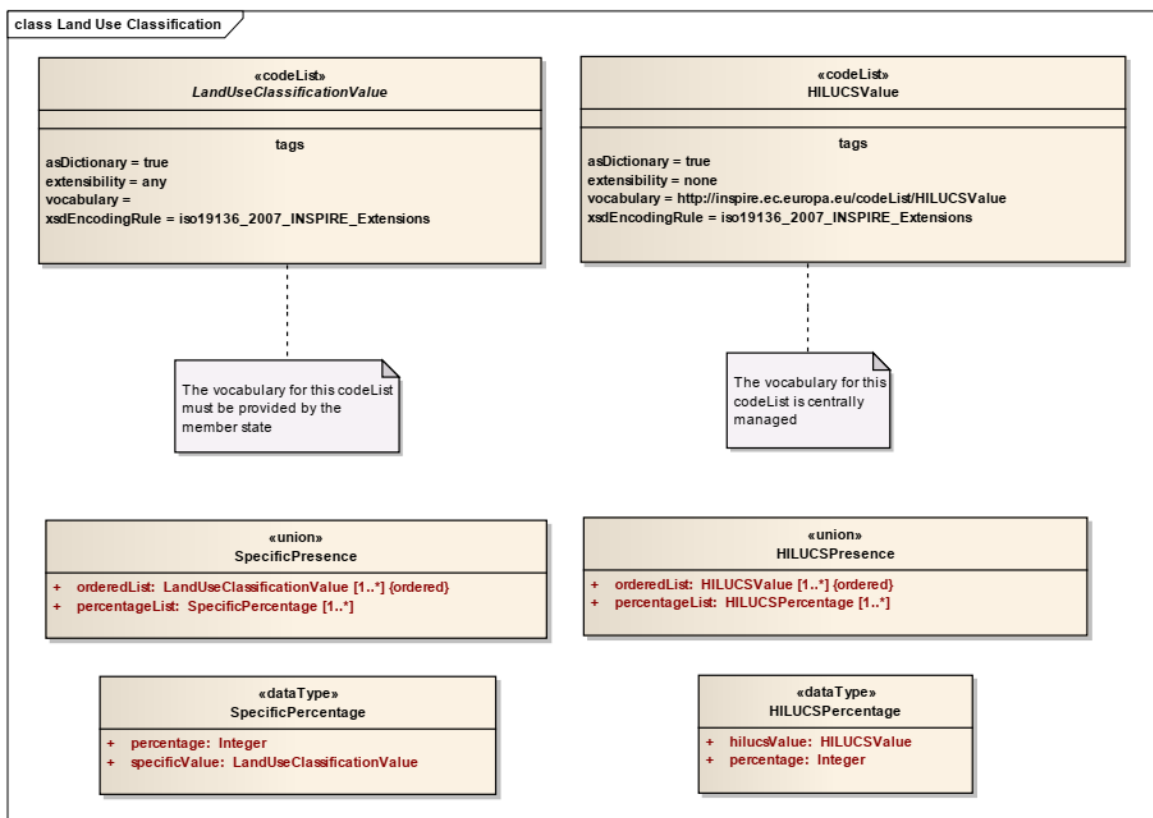 class Land Use Classification
«codeList»
LandUseClassificationValue
tags
asDictionary = true
extensibility = any
vocabulary =
xsdEncodingRule = iso19136_2007_INSPIRE_Extensions
«codeList»
HILUCSValue
tags
asDictionary = true
extensibility = none
vocabulary = http://inspire.ec.europa.eu/codeList/HILUCSValue
xsdEncodingRule = iso19136_2007_INSPIRE_Extensions
The vocabulary for this codeList
must be provided by the
member state
The vocabulary for this
codeList is centrally
managed
«union»
SpecificPresence
+ orderedList: LandUseClassificationValue [1..*] {ordered}
+ percentageList: SpecificPercentage [1..*]
«union»
HILUCSPresence
+ orderedList: HILUCSValue [1..*] {ordered}
+ percentageList: HILUCSPercentage [1..*]
«dataType»
SpecificPercentage
+ percentage: Integer
+ specificValue: LandUseClassificationValue
«dataType»
HILUCSPercentage
+ hilucsValue: HILUCSValue
+ percentage: Integer